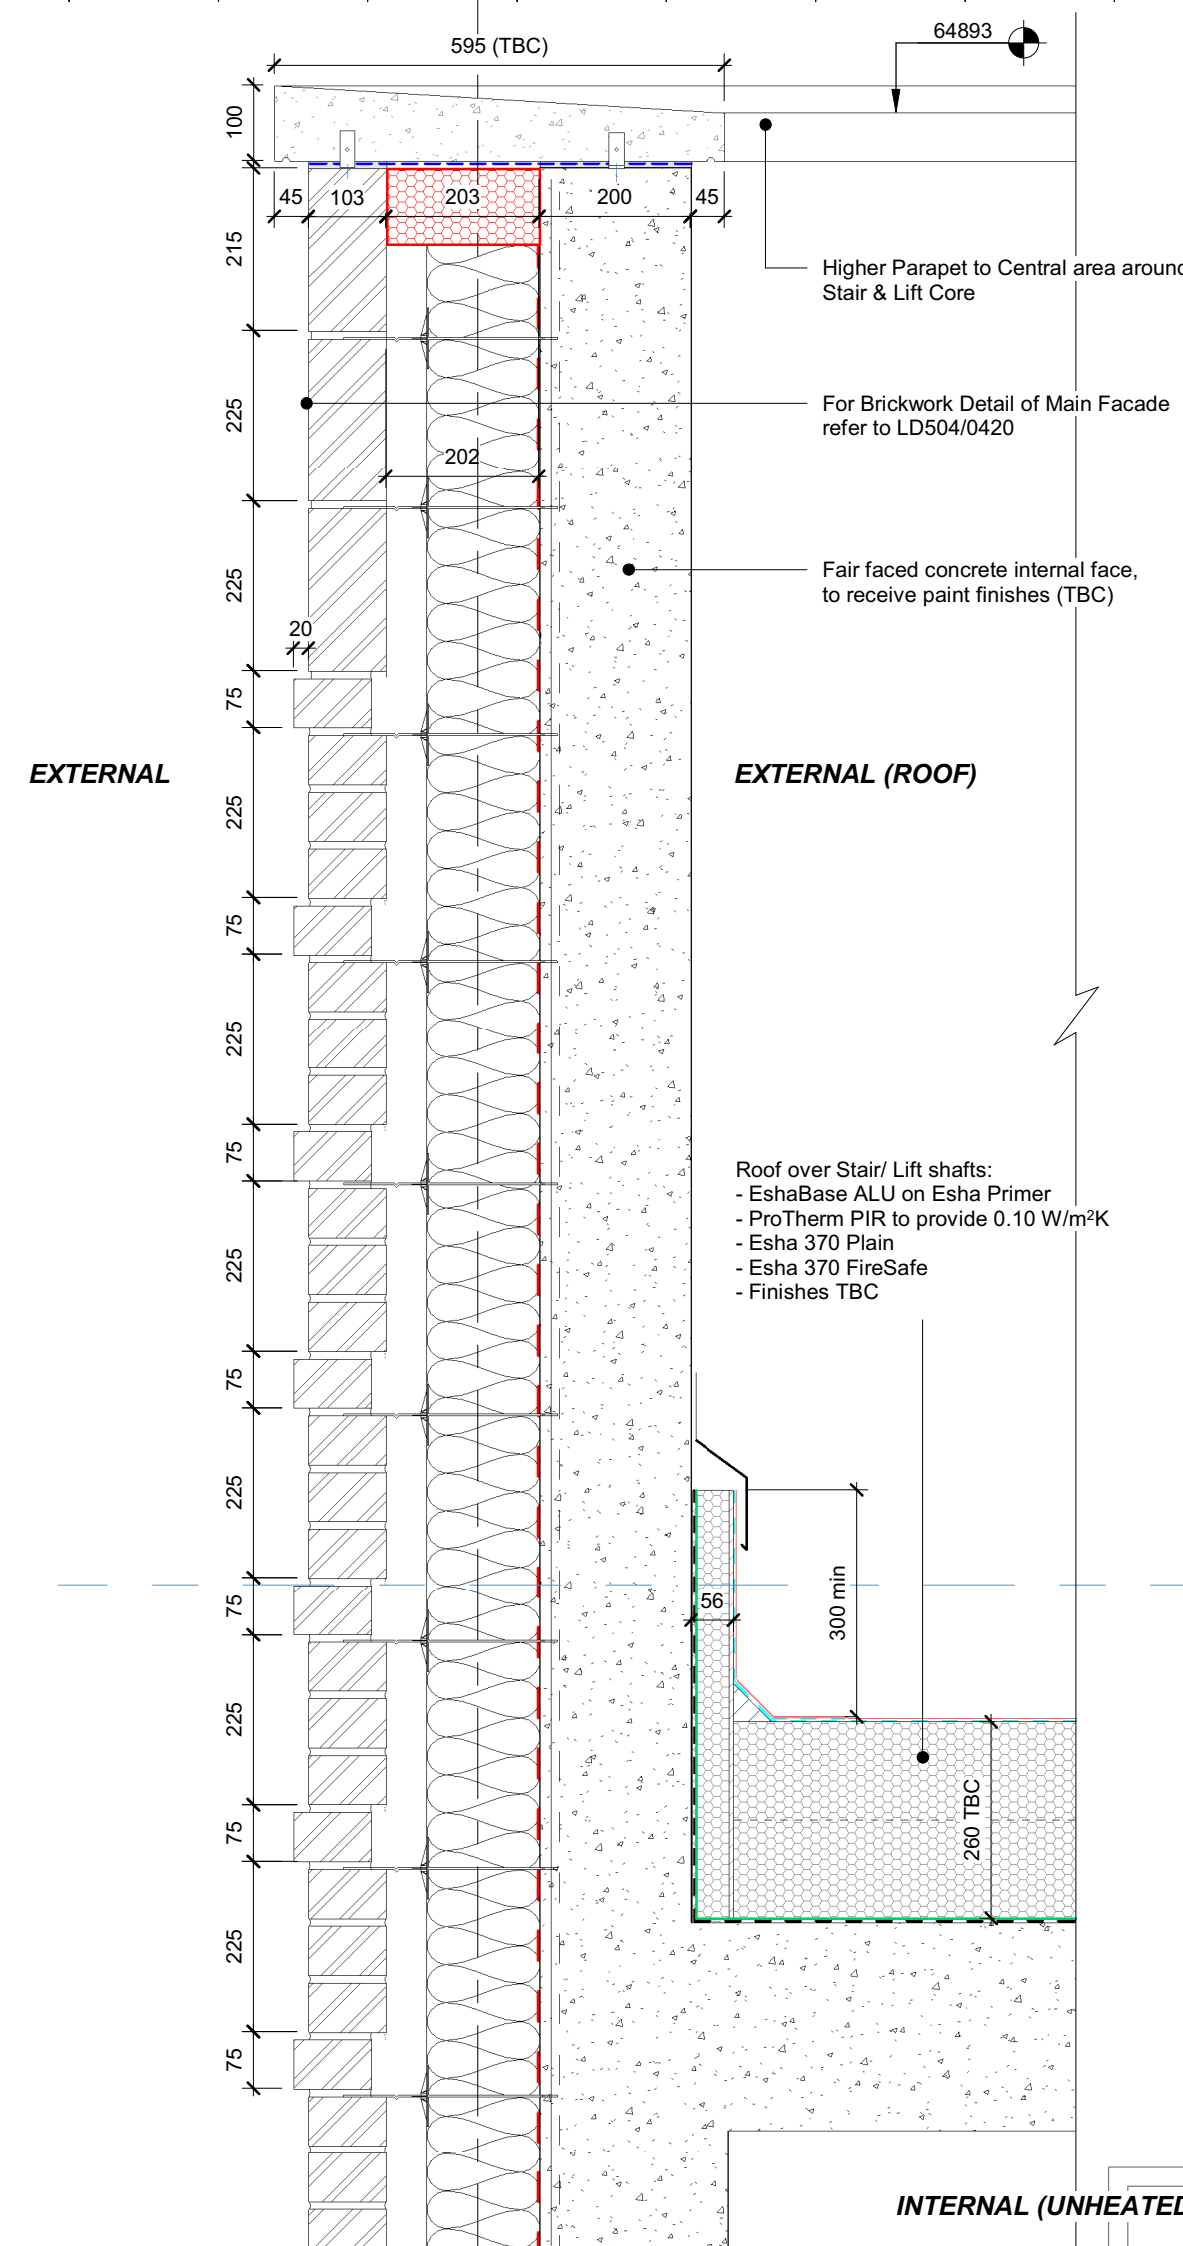 595 (TBC)
64893
100
45
103
203
200
45
215
Higher Parapet to Central area around
Stair & Lift Core
225
For Brickwork Detail of Main Facade
refer to LD504/0420
202
225
Fair faced concrete internal face,
to receive paint finishes (TBC)
20
75
EXTERNAL
EXTERNAL (ROOF)
225
75
225
75
Roof over Stair/ Lift shafts:
- EshaBase ALU on Esha Primer
- ProTherm PIR to provide 0.10 W/m²K
- Esha 370 Plain
- Esha 370 FireSafe
- Finishes TBC
225
75
225
75
56
300 min
225
75
260 TBC
225
75
INTERNAL (UNHEATED